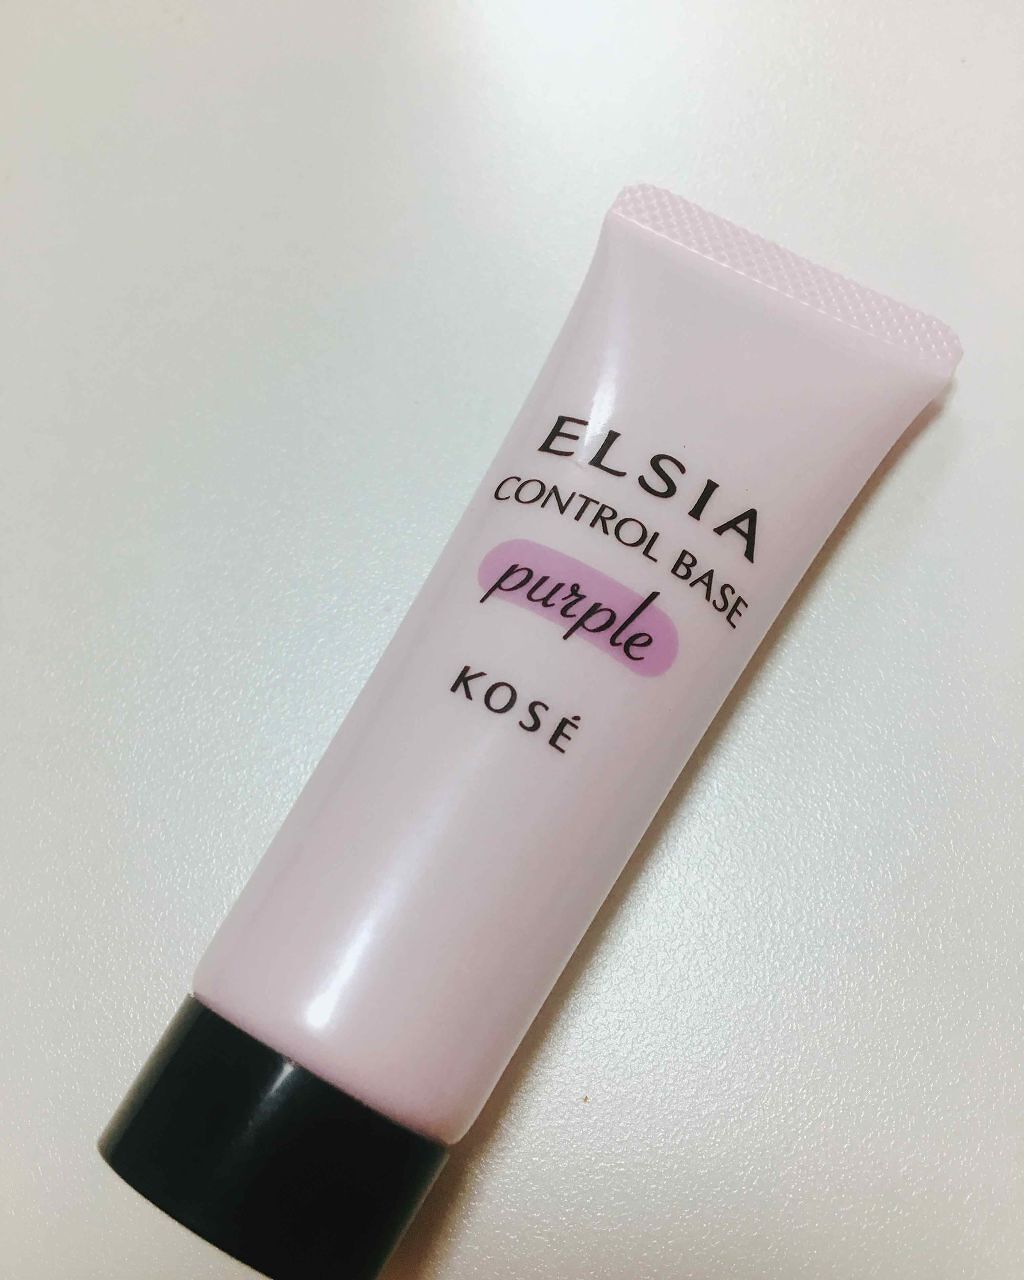 ELSIA
CONTROL BASE
purple
KOSÉ